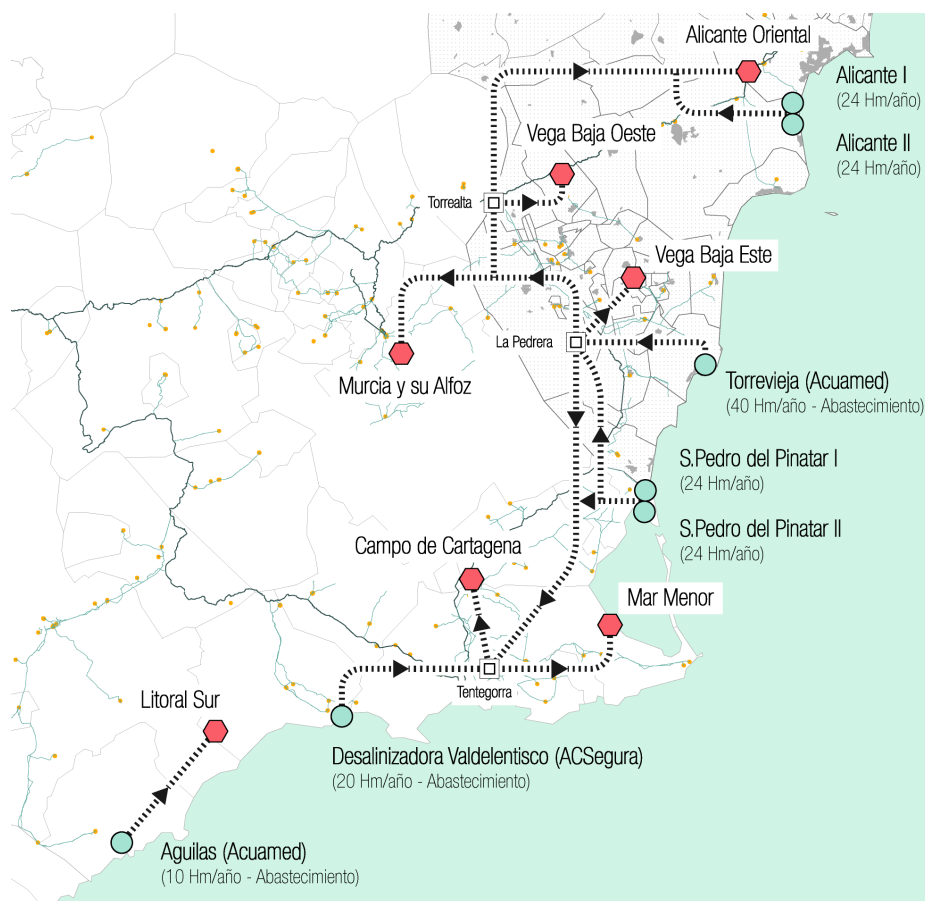 Alicante Oriental
Alicante I
(24 Hm/año)
Vega Baja Oeste
Alicante II
(24 Hm/año)
Torrealta
Vega Baja Este
La Pedrera
Murcia y su Alfoz
Torrevieja (Acuamed)
(40 Hm/año - Abastecimiento)
S.Pedro del Pinatar I
(24 Hm/año)
S.Pedro del Pinatar II
(24 Hm/año)
Campo de Cartagena
Mar Menor
Tentegorra
Litoral Sur
Desalinizadora Valdelentisco (ACSegura)
(20 Hm/año - Abastecimiento)
Aguilas (Acuamed)
(10 Hm/año - Abastecimiento)